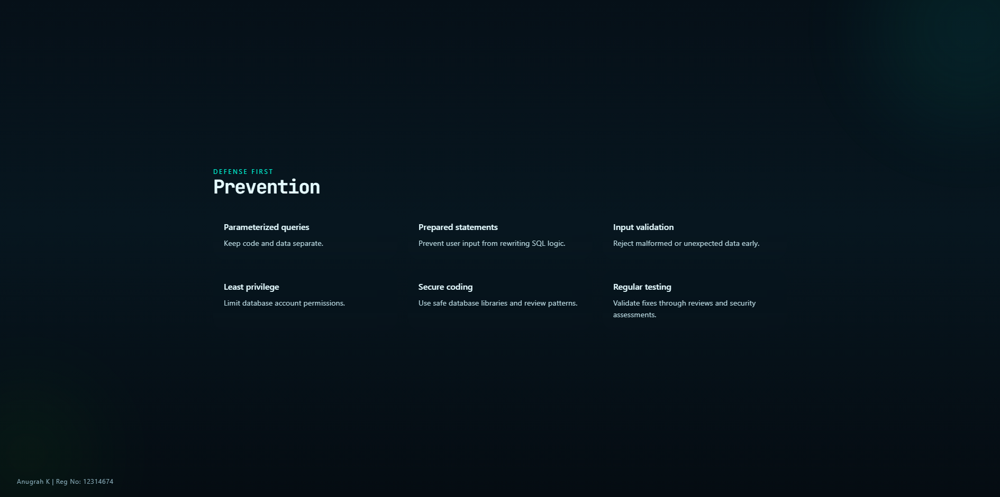 DEFENSE FIRST
Prevention
Parameterized queries
Keep code and data separate.
Prepared statements
Prevent user input from rewriting SQL logic.
Input validation
Reject malformed or unexpected data early.
Least privilege
Limit database account permissions.
Secure coding
Use safe database libraries and review patterns.
Regular testing
Validate fixes through reviews and security
assessments.
Anugrah K | Reg No: 12314674